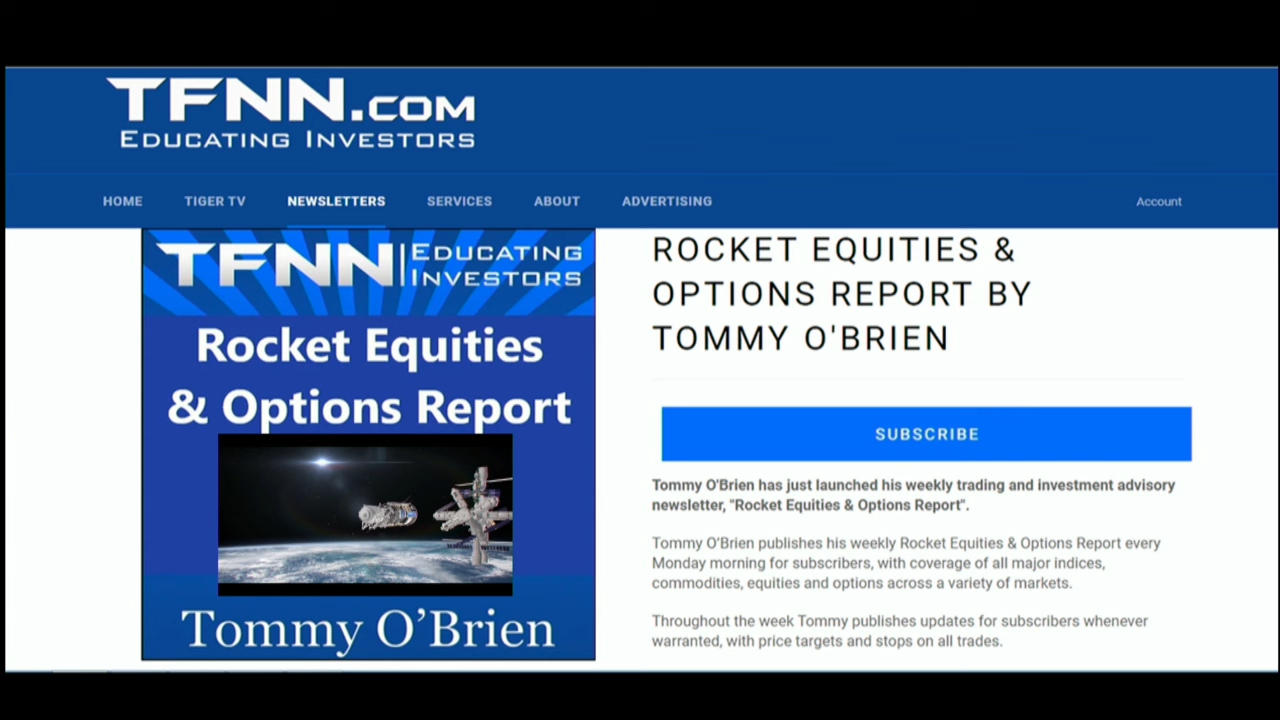 TFNN.COM
EDUCATING INVESTORS
HOME TIGER TV NEWSLETTERS SERVICES ABOUT ADVERTISING Account
TFNN EDUCATING
INVESTORS
Rocket Equities
& Options Report
Tommy O’Brien
ROCKET EQUITIES &
OPTIONS REPORT BY
TOMMY O'BRIEN
SUBSCRIBE
Tommy O'Brien has just launched his weekly trading and investment advisory
newsletter, "Rocket Equities & Options Report".
Tommy O’Brien publishes his weekly Rocket Equities & Options Report every
Monday morning for subscribers, with coverage of all major indices,
commodities, equities and options across a variety of markets.
Throughout the week Tommy publishes updates for subscribers whenever
warranted, with price targets and stops on all trades.